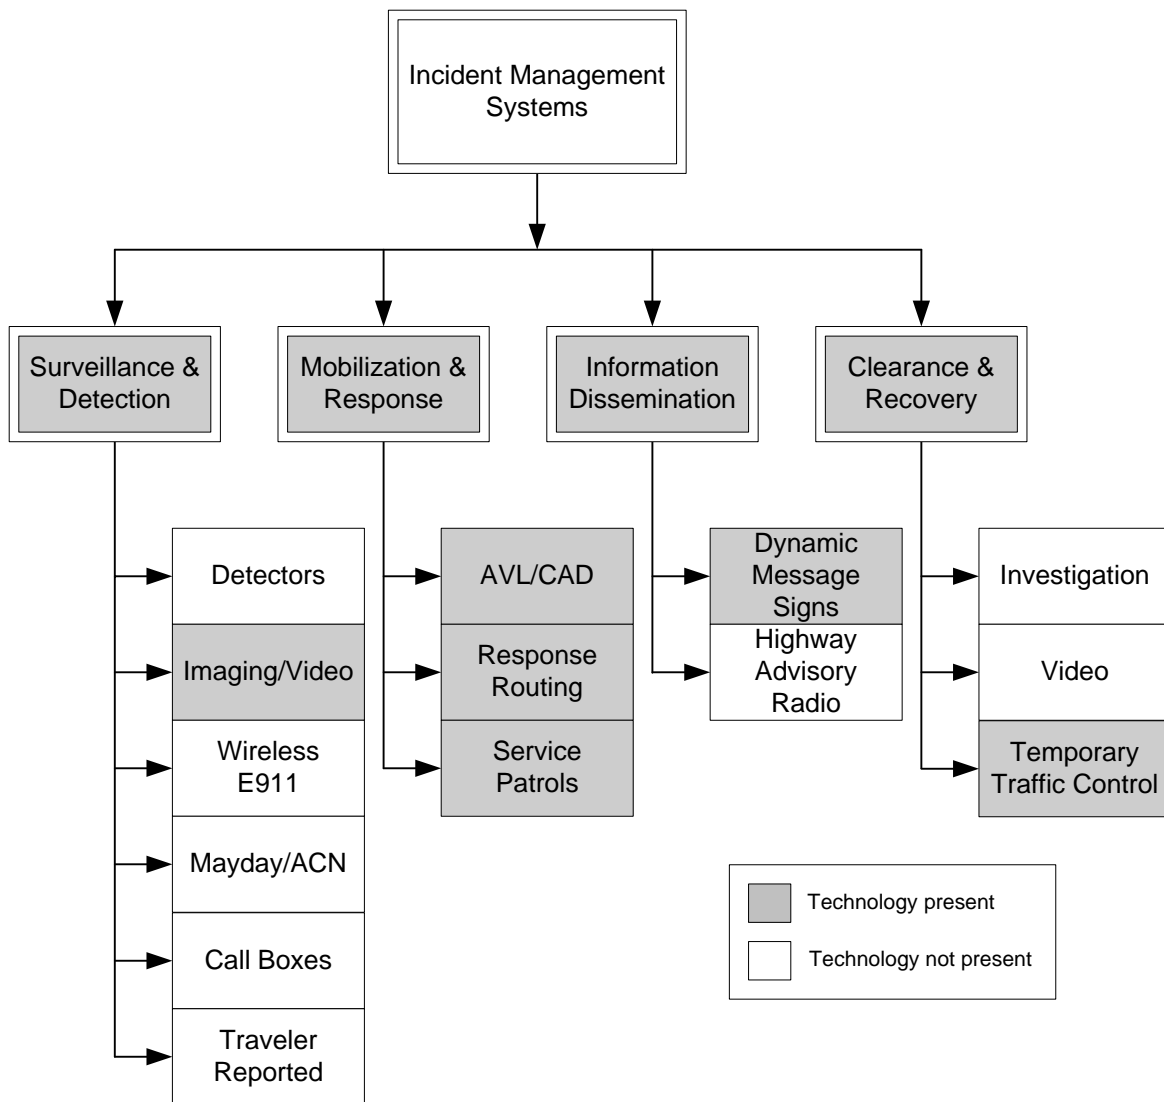 Incident Management
Systems
Surveillance &
Detection
Mobilization &
Response
Information
Dissemination
Clearance &
Recovery
Detectors
Imaging/Video
Wireless
E911
Mayday/ACN
Call Boxes
Traveler
Reported
AVL/CAD
Response
Routing
Service
Patrols
Dynamic
Message
Signs
Highway
Advisory
Radio
Investigation
Video
Temporary
Traffic Control
Technology present
Technology not present